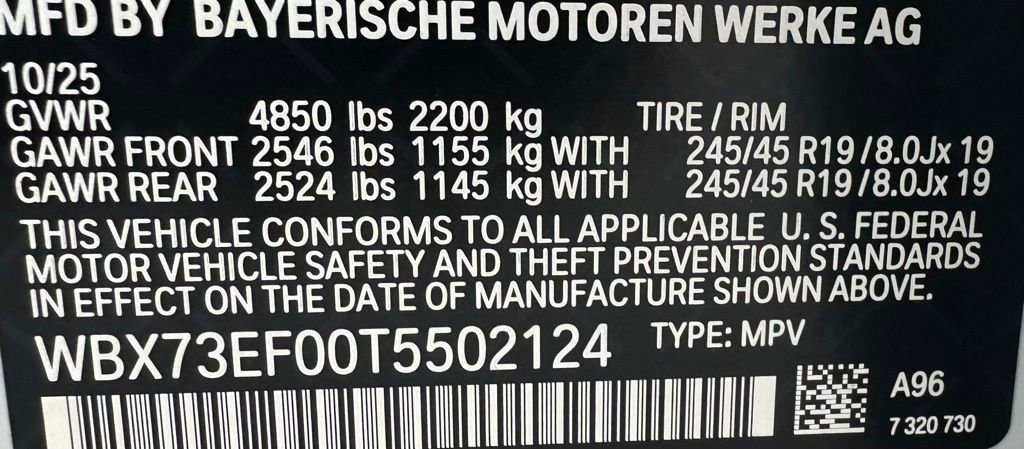 MFD BY BAYERISCHE MOTOREN WERKE AG
10/25
GVWR 4850 lbs 2200 kg TIRE / RIM
GAWR FRONT 2546 lbs 1155 kg WITH 245/45 R19/8.0Jx 19
GAWR REAR 2524 lbs 1145 kg WITH 245/45 R19/8.0Jx 19
THIS VEHICLE CONFORMS TO ALL APPLICABLE U. S. FEDERAL
MOTOR VEHICLE SAFETY AND THEFT PREVENTION STANDARDS
IN EFFECT ON THE DATE OF MANUFACTURE SHOWN ABOVE.
WBX73EF00T5502124 TYPE: MPV
A96
7 320 730